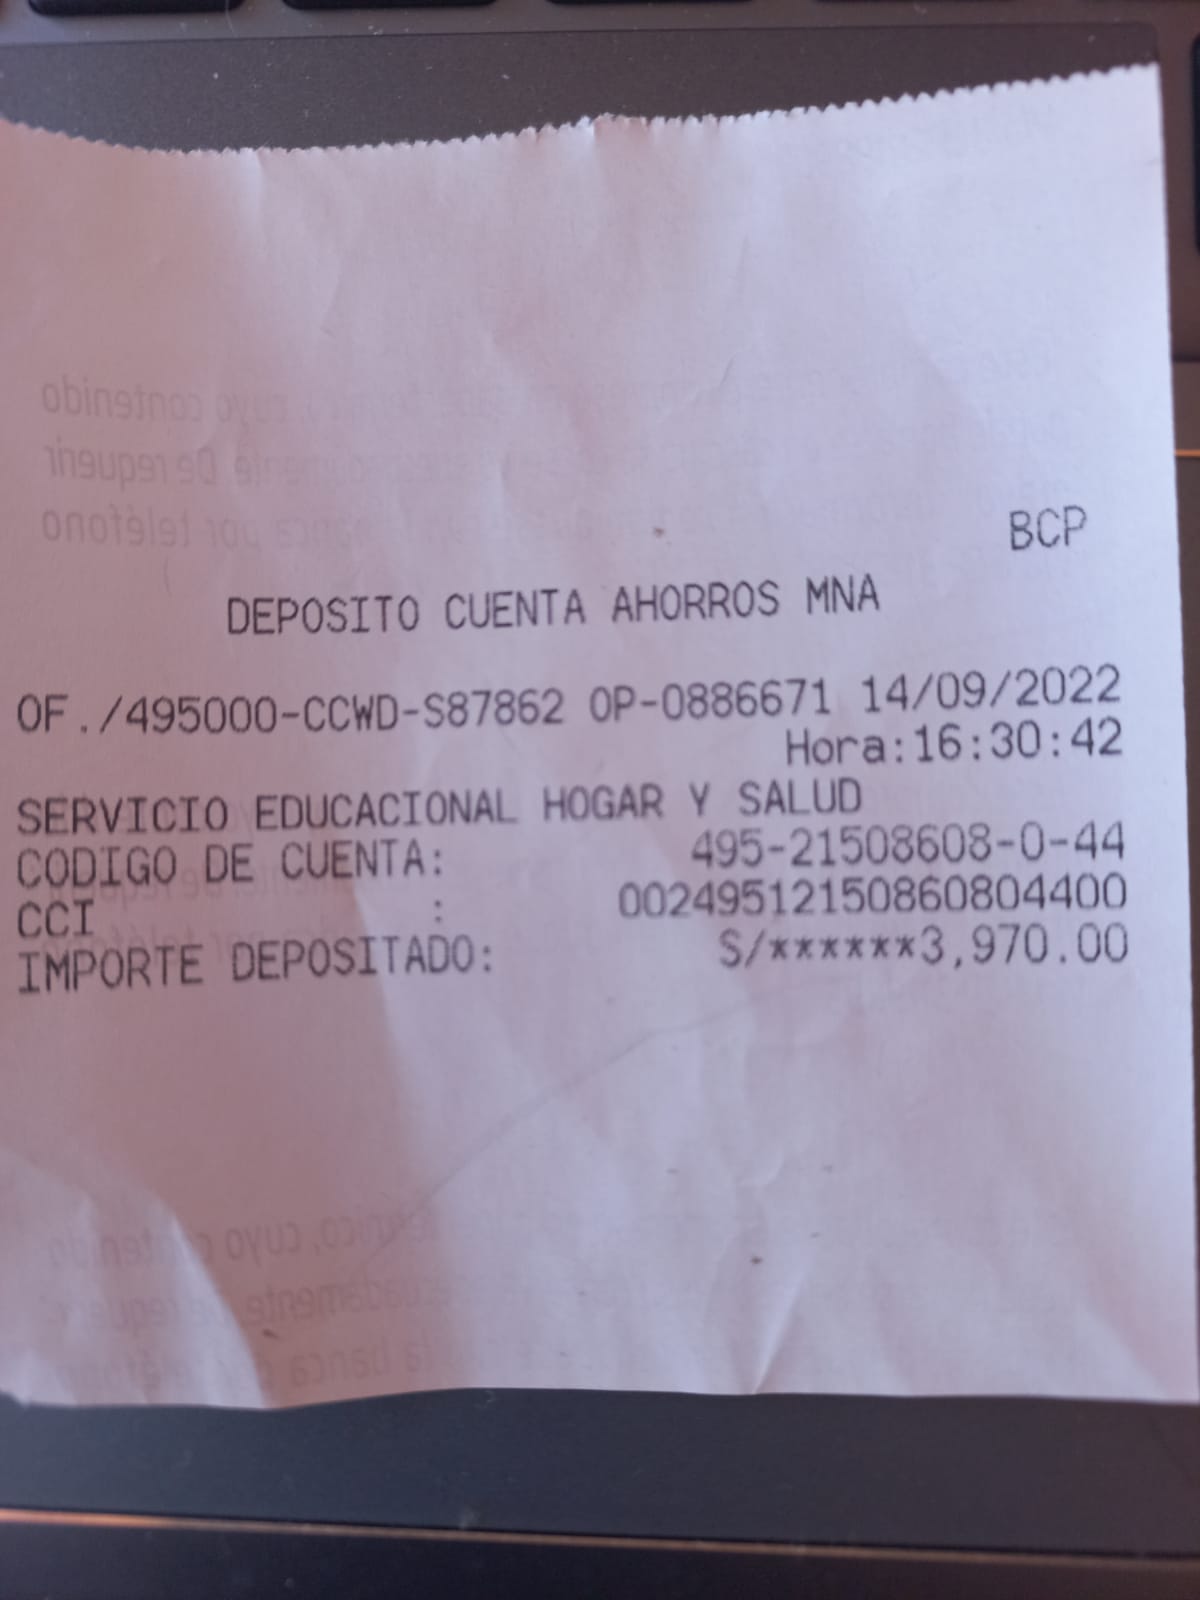 BCP
DEPOSITO CUENTA AHORROS MNA
OF./495000-CCWD-S87862 OP-0886671 14/09/2022
Hora:16:30:42
SERVICIO EDUCACIONAL HOGAR Y SALUD
CODIGO DE CUENTA: 495-21508608-0-44
CCI : 00249512150860804400
IMPORTE DEPOSITADO: S/******3,970.00